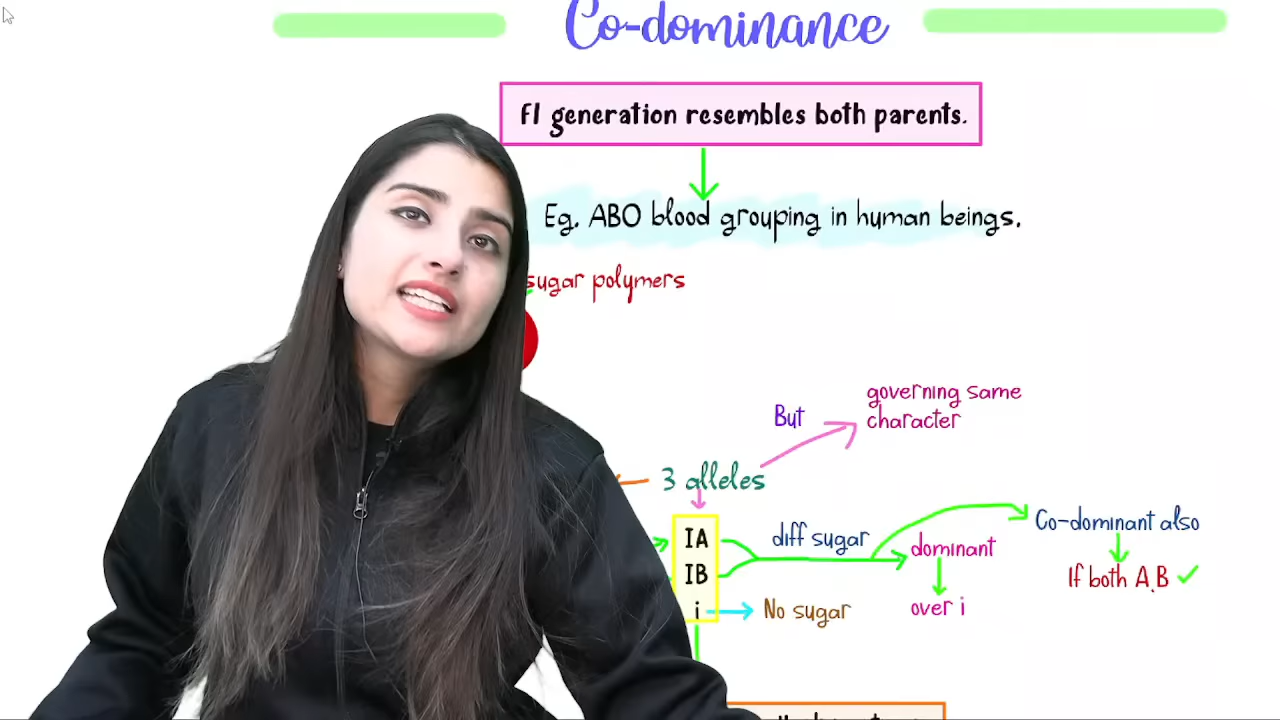 Co-dominance
F1 generation resembles both parents.
Eg. ABO blood grouping in human beings.
sugar polymers
But
governing same
character
3 alleles
IA
IB
i
diff sugar
dominant
over i
No sugar
Co-dominant also
If both A,B ✓